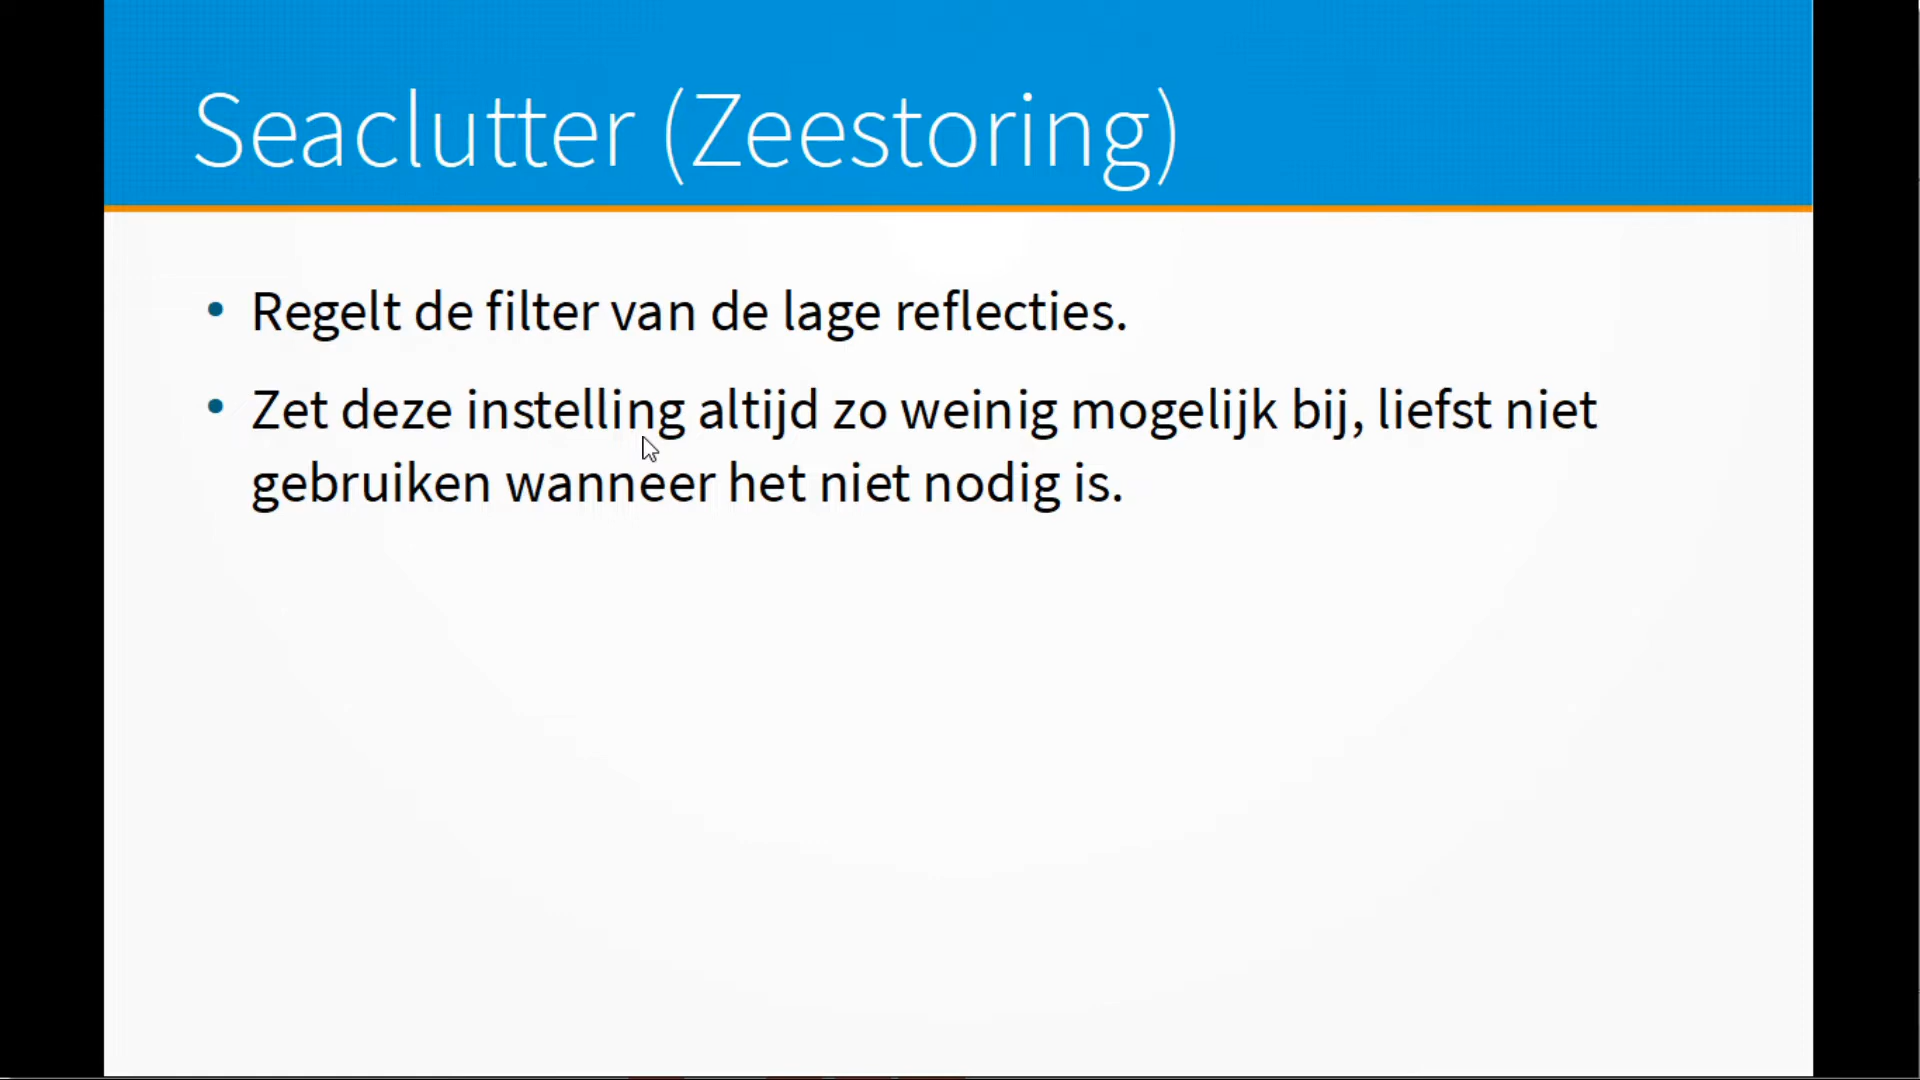 Seaclutter (Zeestoring)
• Regelt de filter van de lage reflecties.
• Zet deze instelling altijd zo weinig mogelijk bij, liefst niet
gebruiken wanneer het niet nodig is.